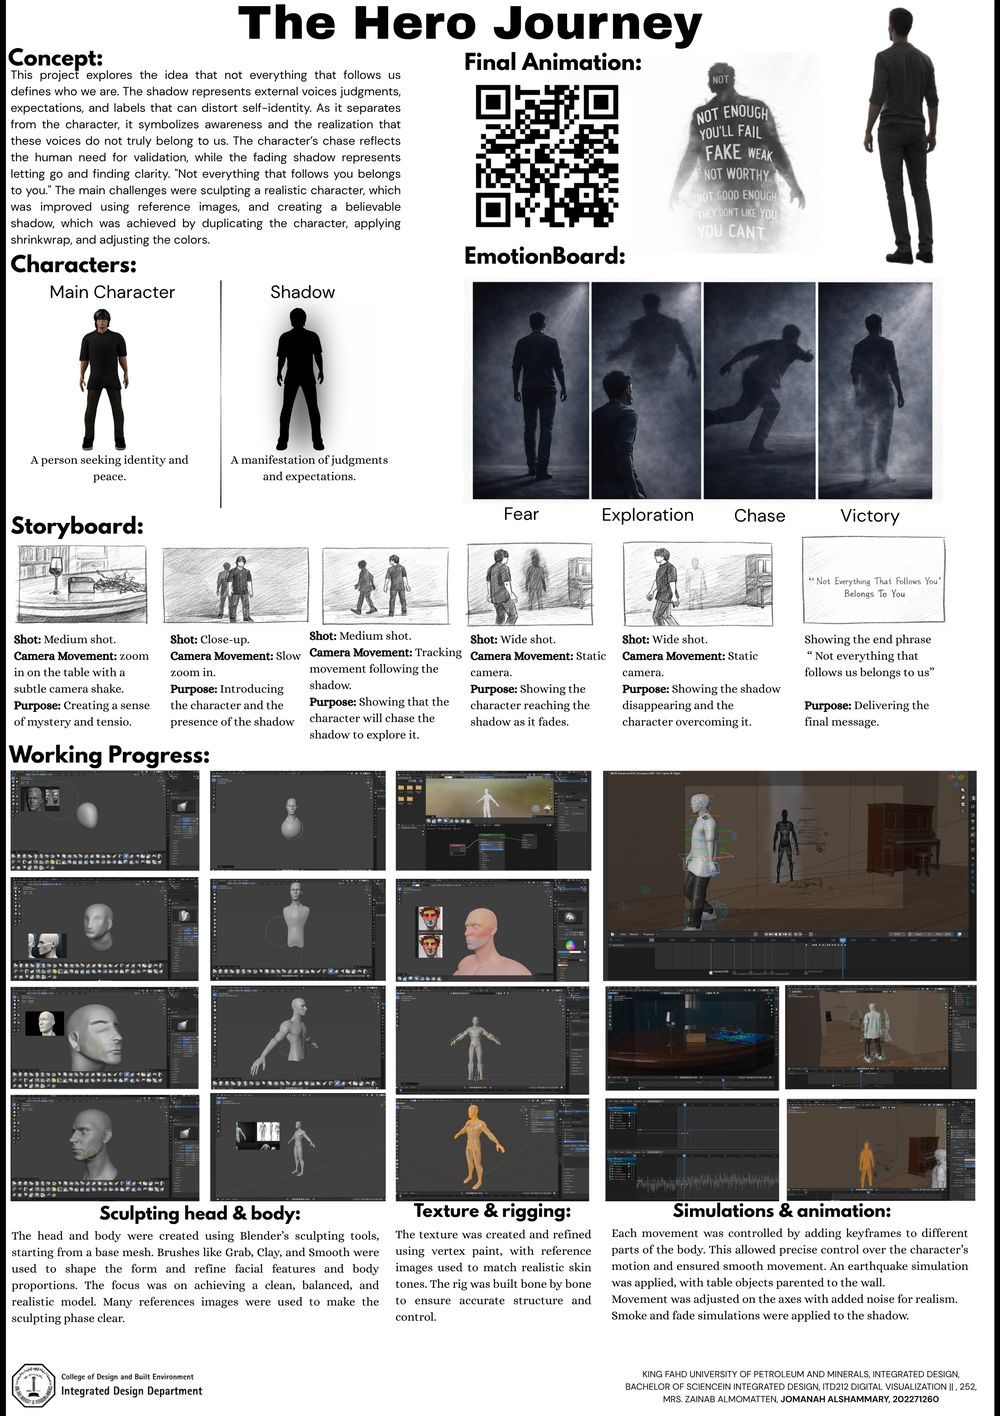 The Hero Journey
Concept:
This project explores the idea that not everything that follows us
defines who we are. The shadow represents external voices judgments,
expectations, and labels that can distort self-identity. As it separates
from the character, it symbolizes awareness and the realization that
these voices do not truly belong to us. The character's chase reflects
the human need for validation, while the fading shadow represents
letting go and finding clarity. "Not everything that follows you belongs
to you." The main challenges were sculpting a realistic character, which
was improved using reference images, and creating a believable
shadow, which was achieved by duplicating the character, applying
shrinkwrap, and adjusting the colors.
Final Animation:
NOT
NOT ENOUGH
YOU'LL FAIL
FAKE WEAK
NOT WORTHY
NOT GOOD ENOUGH
THEY DON'T LIKE YOU
YOU CAN'T
Characters:
Main Character
A person seeking identity and
peace.
Shadow
A manifestation of judgments
and expectations.
EmotionBoard:
Fear
Exploration
Chase
Victory
Storyboard:
Shot: Medium shot.
Camera Movement: zoom
in on the table with a
subtle camera shake.
Purpose: Creating a sense
of mystery and tensio.
Shot: Close-up.
Camera Movement: Slow
zoom in.
Purpose: Introducing
the character and the
presence of the shadow
Shot: Medium shot.
Camera Movement: Tracking
movement following the
shadow.
Purpose: Showing that the
character will chase the
shadow to explore it.
Shot: Wide shot.
Camera Movement: Static
camera.
Purpose: Showing the
character reaching the
shadow as it fades.
Shot: Wide shot.
Camera Movement: Static
camera.
Purpose: Showing the shadow
disappearing and the
character overcoming it.
“Not Everything That Follows You"
Belongs To You
Showing the end phrase
“ Not everything that
follows us belongs to us”
Purpose: Delivering the
final message.
Working Progress:
Sculpting head & body:
The head and body were created using Blender's sculpting tools,
starting from a base mesh. Brushes like Grab, Clay, and Smooth were
used to shape the form and refine facial features and body
proportions. The focus was on achieving a clean, balanced, and
realistic model. Many references images were used to make the
sculpting phase clear.
Texture & rigging:
The texture was created and refined
using vertex paint, with reference
images used to match realistic skin
tones. The rig was built bone by bone
to ensure accurate structure and
control.
Simulations & animation:
Each movement was controlled by adding keyframes to different
parts of the body. This allowed precise control over the character's
motion and ensured smooth movement. An earthquake simulation
was applied, with table objects parented to the wall.
Movement was adjusted on the axes with added noise for realism.
Smoke and fade simulations were applied to the shadow.
College of Design and Built Environment
Integrated Design Department
KING FAHD UNIVERSITY OF PETROLEUM AND MINERALS, INTEGRATED DESIGN,
BACHELOR OF SCIENCEIN INTEGRATED DESIGN, ITD212 DIGITAL VISUALIZATION || , 252,
MRS. ZAINAB ALMOMATTEN, JOMANAH ALSHAMMARY, 202271260